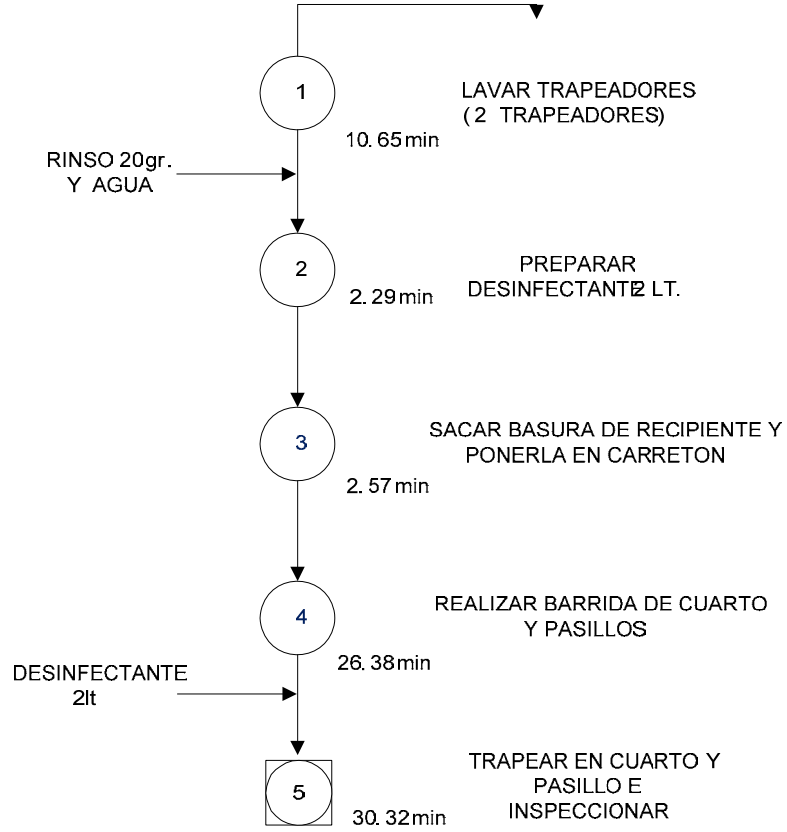 1
LAVAR TRAPEADORES
( 2 TRAPEADORES)
10. 65 min
RINSO 20gr.
Y AGUA
2
PREPARAR
DESINFECTANTE 2 LT.
2. 29 min
3
SACAR BASURA DE RECIPIENTE Y
PONERLA EN CARRETON
2. 57 min
4
REALIZAR BARRIDA DE CUARTO
Y PASILLOS
26. 38 min
DESINFECTANTE
2lt
5
TRAPEAR EN CUARTO Y
PASILLO E
INSPECCIONAR
30. 32 min